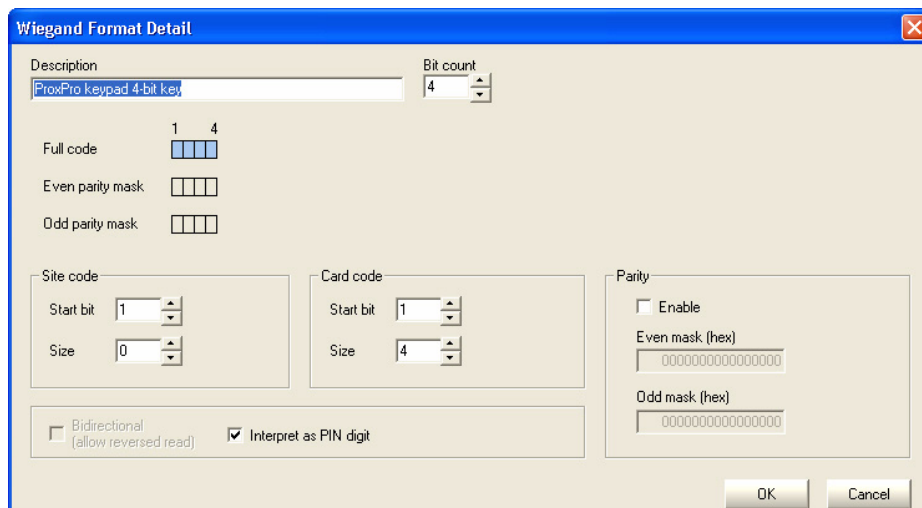 Wiegand Format Detail
Description
Bit count
ProxPro keypad 4-bit key
4
1 4
Full code
Even parity mask
Odd parity mask
Site code
Start bit 1
Size 0
Card code
Start bit 1
Size 4
Parity
Enable
Even mask (hex)
0000000000000000
Odd mask (hex)
0000000000000000
Bidirectional
(allow reversed read)
Interpret as PIN digit
OK Cancel